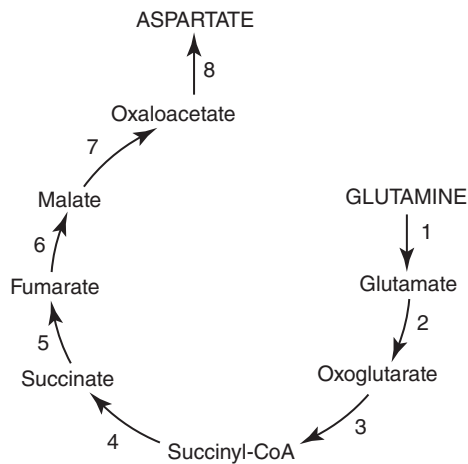 ASPARTATE
8
Oxaloacetate
7
Malate
GLUTAMINE
1
6
Fumarate
Glutamate
2
5
Succinate
Oxoglutarate
3
4
Succinyl-CoA